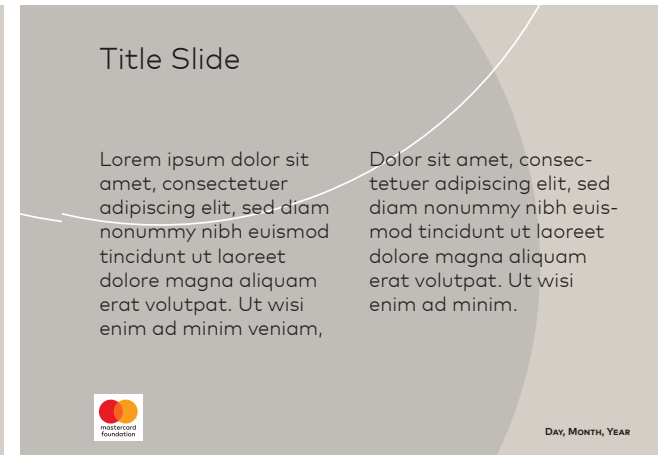 Title Slide
Lorem ipsum dolor sit
amet, consectetuer
adipiscing elit, sed diam
nonummy nibh euismod
tincidunt ut laoreet
dolore magna aliquam
erat volutpat. Ut wisi
enim ad minim veniam,
Dolor sit amet, consec-
tetuer adipiscing elit, sed
diam nonummy nibh euis-
mod tincidunt ut laoreet
dolore magna aliquam
erat volutpat. Ut wisi
enim ad minim.
mastercard
foundation
Day, Month, Year